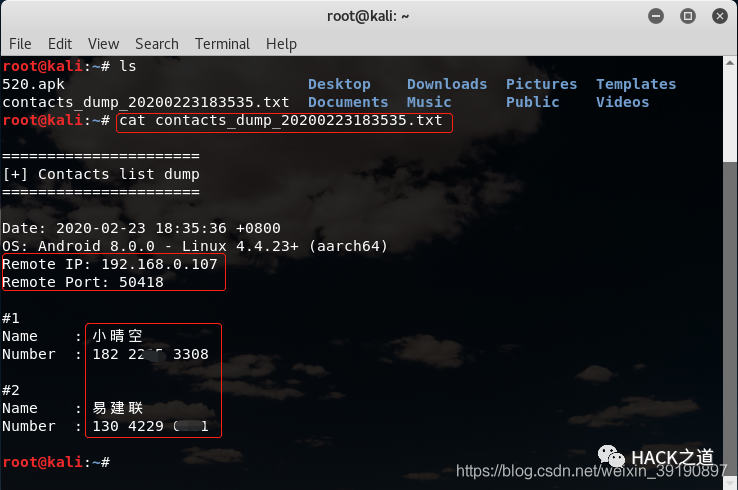 root@kali: ~
File Edit View Search Terminal Help
root@kali:~# ls
520.apk Desktop Downloads Pictures Templates
contacts_dump_20200223183535.txt Documents Music Public Videos
root@kali:~# cat contacts_dump_20200223183535.txt
======================
[+] Contacts list dump
======================
Date: 2020-02-23 18:35:36 +0800
OS: Android 8.0.0 - Linux 4.4.23+ (aarch64)
Remote IP: 192.168.0.107
Remote Port: 50418
#1
Name : 小晴空
Number : 182 3308
#2
Name : 易建联
Number : 130 4229
root@kali:~#
HACK之道
https://blog.csdn.net/weixin_39190897